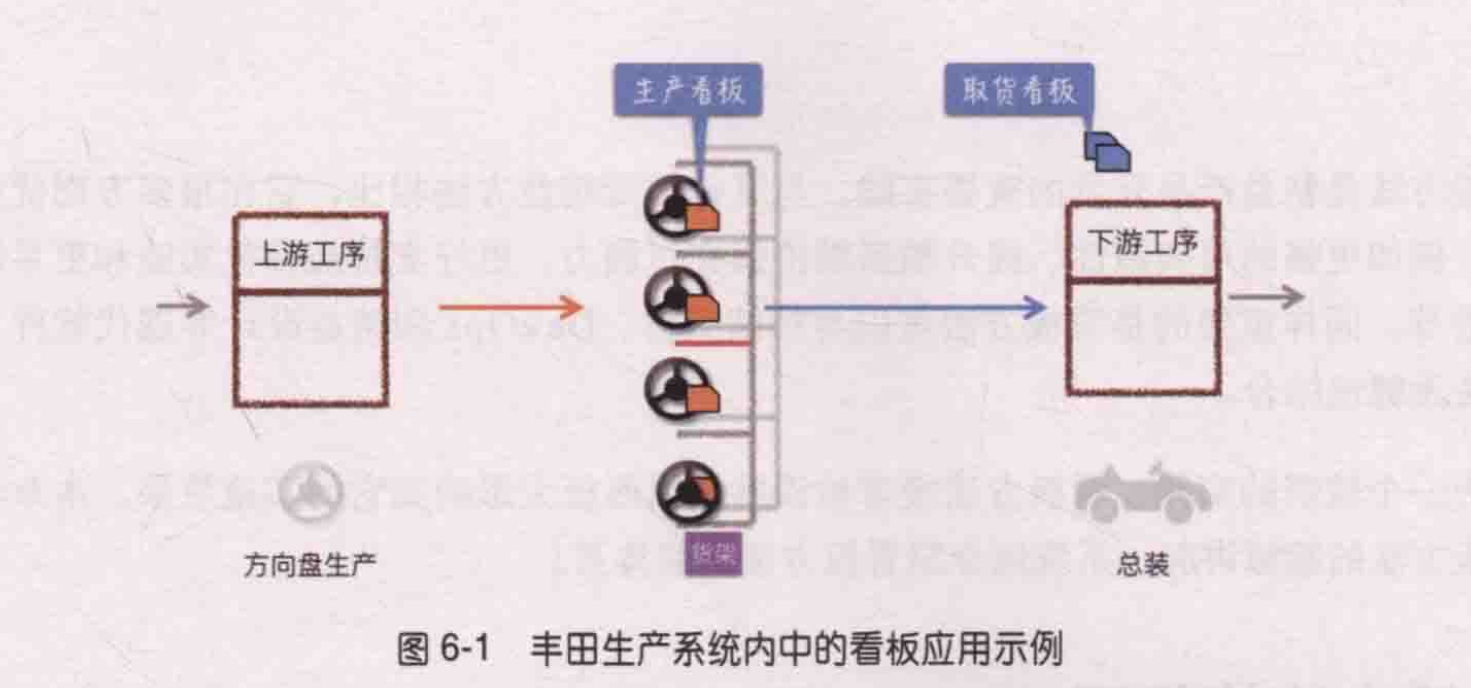 生产看板
取货看板
上游工序
下游工序
方向盘生产
货架
总装
图 6-1 丰田生产系统内中的看板应用示例